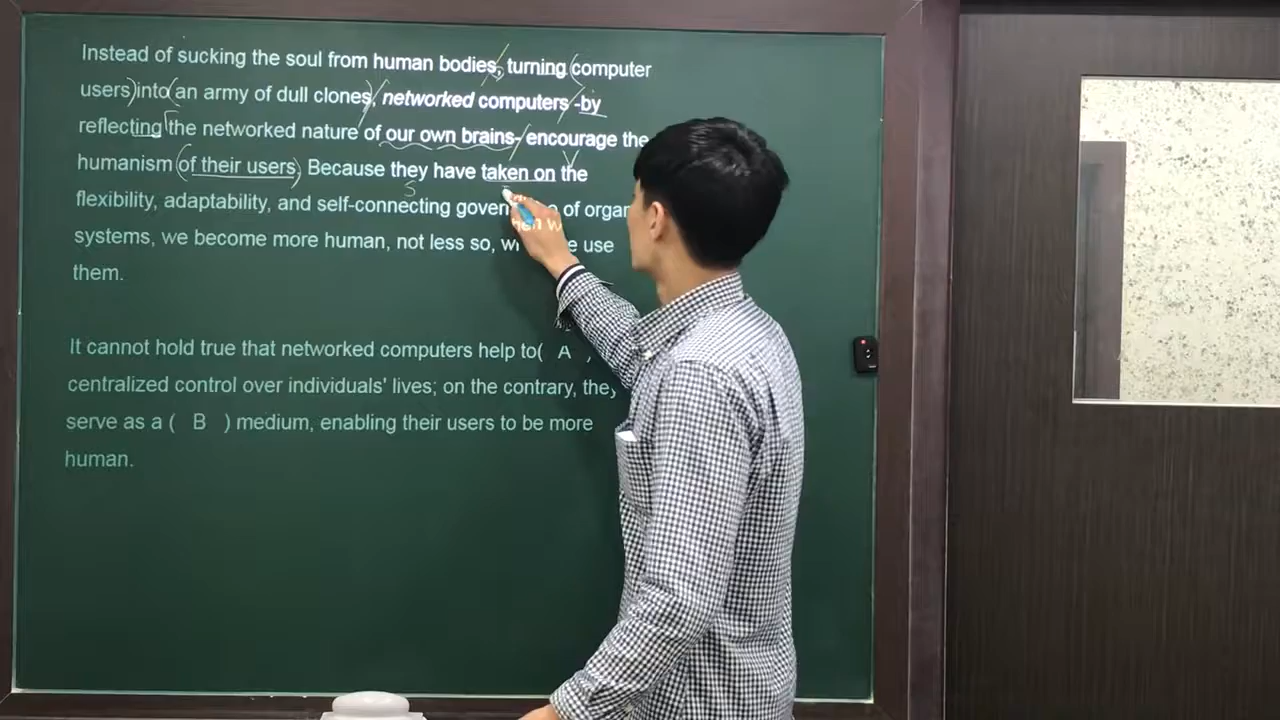 Instead of sucking the soul from human bodies, turning computer
users into an army of dull clones, networked computers -by
reflecting the networked nature of our own brains- encourage the
humanism of their users. Because they have taken on the
flexibility, adaptability, and self-connecting of
systems, we become more human, not less so, use
them.
It cannot hold true that networked computers help to( A
centralized control over individuals' lives; on the contrary, they
serve as a ( B ) medium, enabling their users to be more
human.